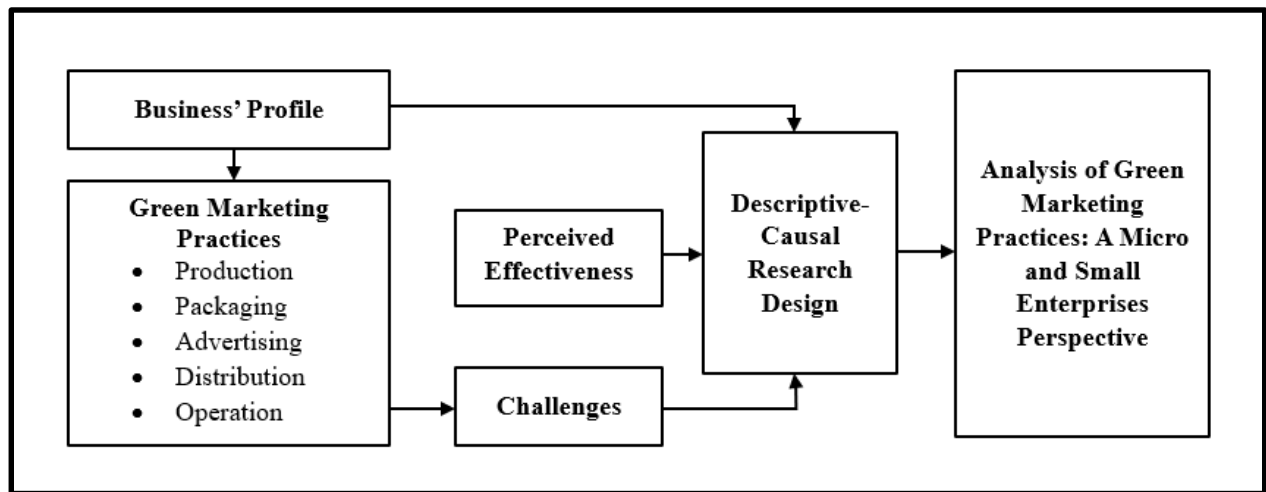 Business’ Profile
Green Marketing
Practices
• Production
• Packaging
• Advertising
• Distribution
• Operation
Perceived
Effectiveness
Challenges
Descriptive-
Causal
Research
Design
Analysis of Green
Marketing
Practices: A Micro
and Small
Enterprises
Perspective